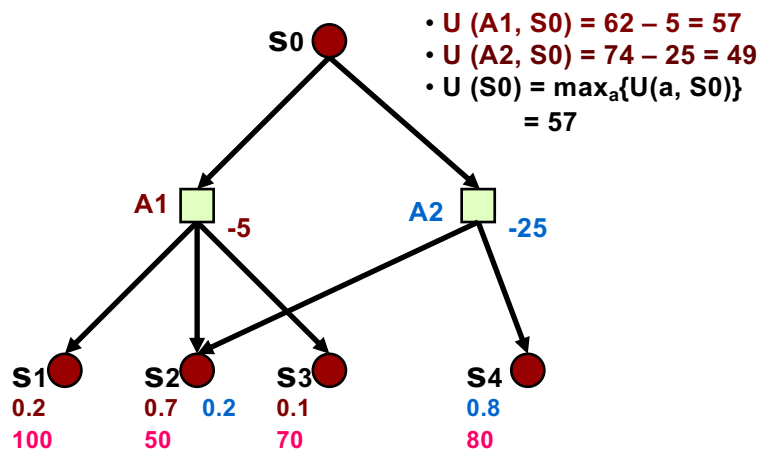 • U (A1, S0) = 62 – 5 = 57
• U (A2, S0) = 74 – 25 = 49
• U (S0) = maxₐ{U(a, S0)}
= 57
S0
A1
-5
A2
-25
S1
S2
S3
S4
0.2
0.7 0.2
0.1
0.8
100
50
70
80